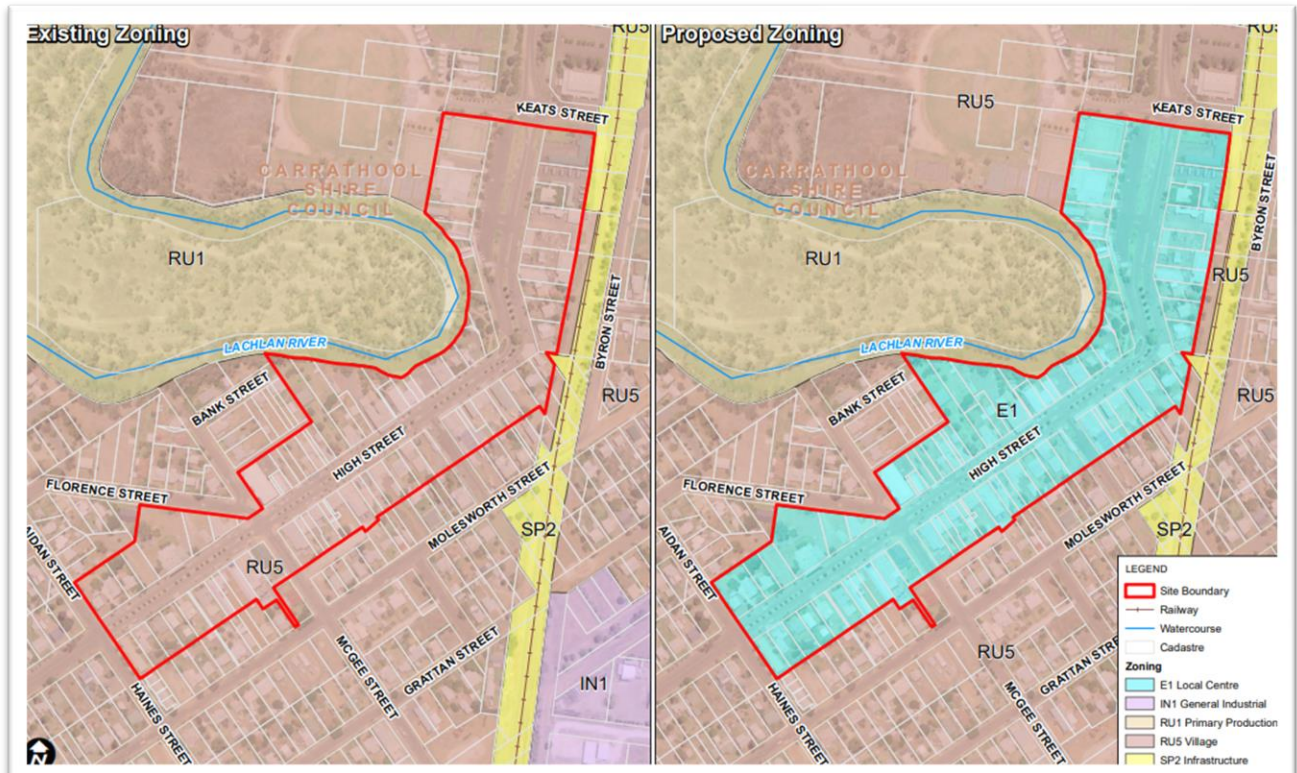 Existing Zoning
RU5
KEATS STREET
CARRATHOOL
SHIRE
COUNCIL
RU1
BYRON STREET
LACHLAN RIVER
BANK STREET
RU5
HIGH STREET
FLORENCE STREET
MOLESWORTH STREET
AIDAN STREET
SP2
RU5
MCGEE STREET
GRATTAN STREET
IN1
HAINES STREET
N
Proposed Zoning
RU5
RU5
KEATS STREET
CARRATHOOL
SHIRE
COUNCIL
RU1
BYRON STREET
RU5
LACHLAN RIVER
BANK STREET
RU5
E1
HIGH STREET
FLORENCE STREET
MOLESWORTH STREET
AIDAN STREET
SP2
RU5
MCGEE STREET
GRATTAN STRE
HAINES STREET
LEGEND
Site Boundary
Railway
Watercourse
Cadastre
Zoning
E1 Local Centre
IN1 General Industrial
RU1 Primary Production
RU5 Village
SP2 Infrastructure